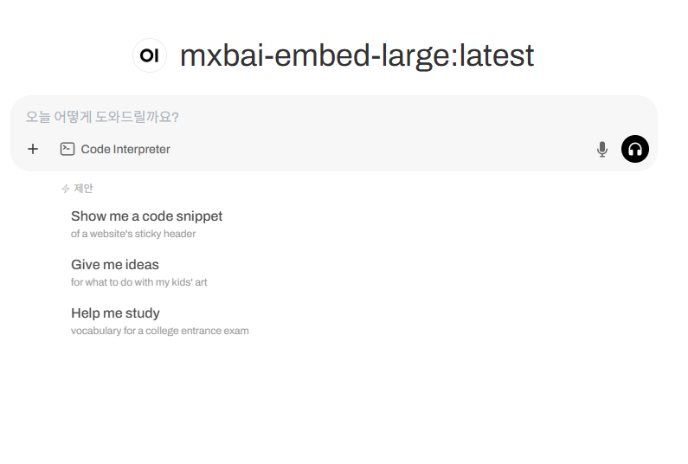 OI mxbai-embed-large:latest
오늘 어떻게 도와드릴까요?
Code Interpreter
제안
Show me a code snippet
of a website's sticky header
Give me ideas
for what to do with my kids' art
Help me study
vocabulary for a college entrance exam